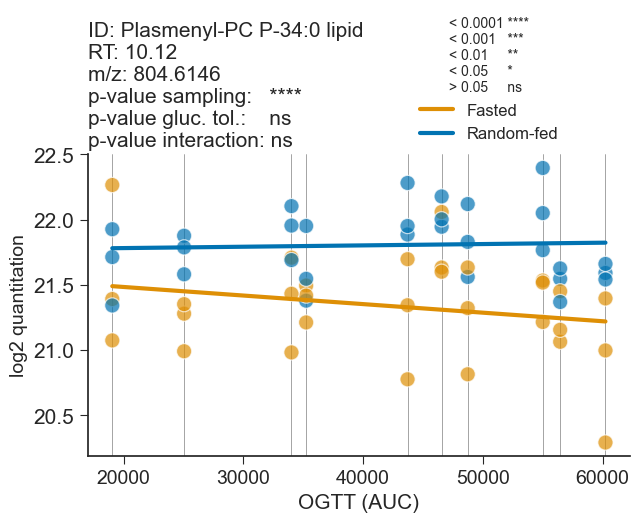 ID: Plasmenyl-PC P-34:0 lipid
RT: 10.12
m/z: 804.6146
p-value sampling: ****
p-value gluc. tol.: ns
p-value interaction: ns
< 0.0001 ****
< 0.001 ***
< 0.01 **
< 0.05 *
> 0.05 ns
Fasted
Random-fed
22.5
22.0
21.5
21.0
20.5
log2 quantitation
20000 30000 40000 50000 60000
OGTT (AUC)